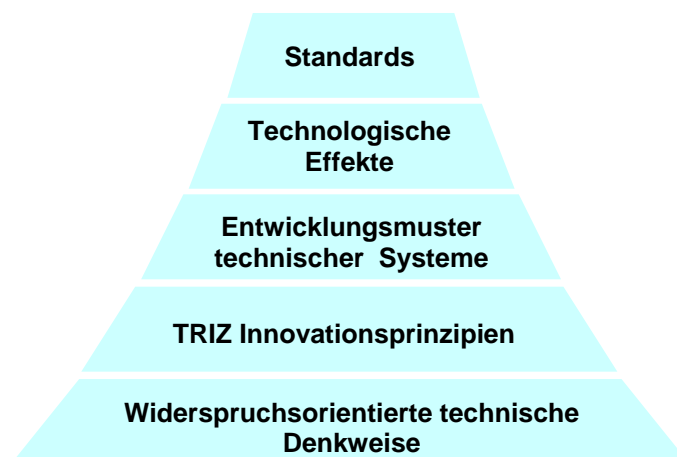 Standards
Technologische
Effekte
Entwicklungsmuster
technischer Systeme
TRIZ Innovationsprinzipien
Widerspruchsorientierte technische
Denkweise